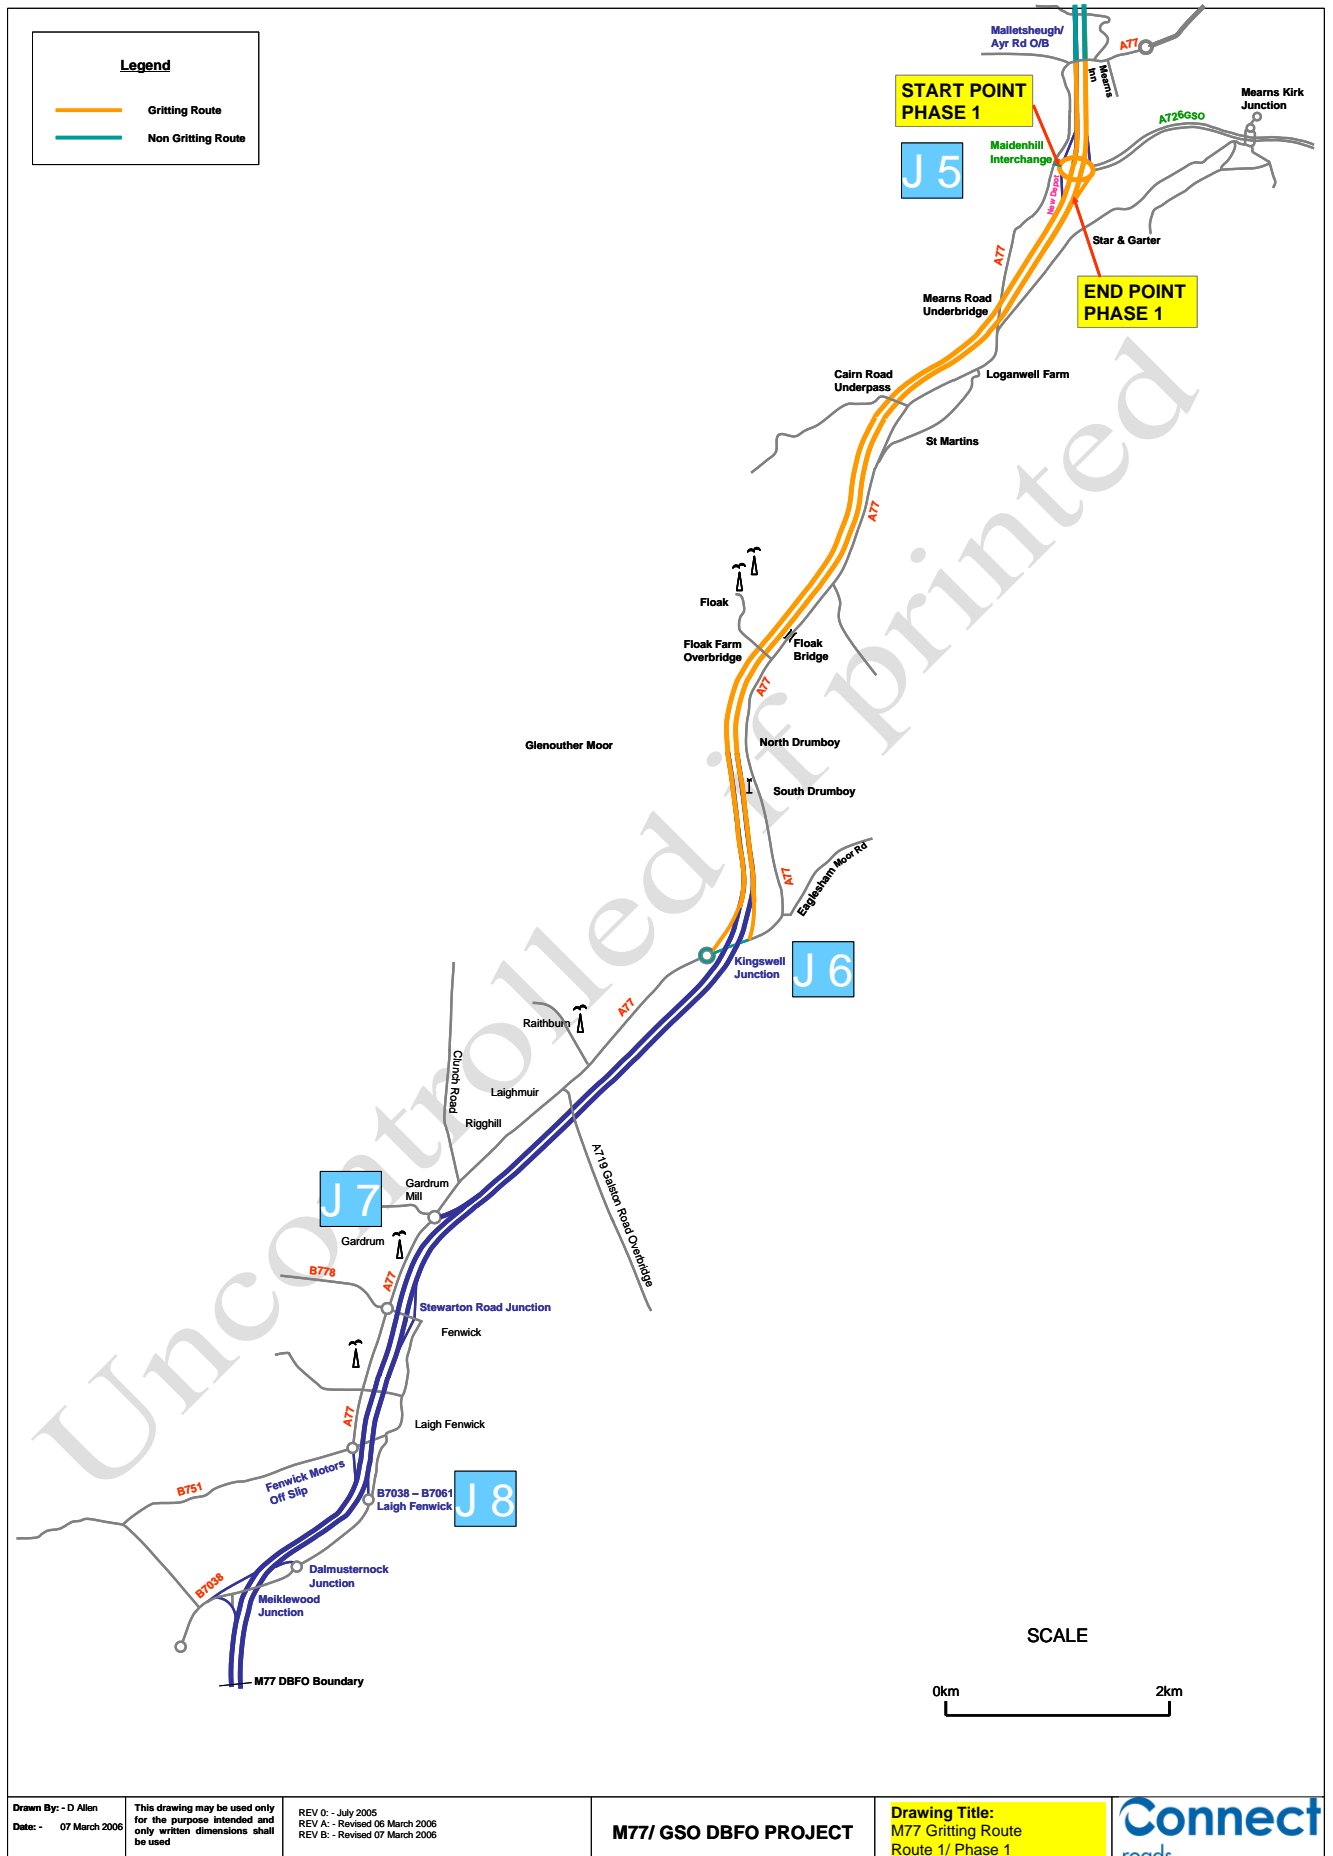 Legend
Gritting Route
Non Gritting Route
Malletsheugh/
Ayr Rd O/B
A77
Mearns
Inn
START POINT
PHASE 1
Mearns Kirk
Junction
A726GSO
Maidenhill
Interchange
J 5
New Depot
Star & Garter
A77
END POINT
PHASE 1
Mearns Road
Underbridge
Cairn Road
Underpass
Loganwell Farm
St Martins
A77
Floak
Floak Farm
Overbridge
Floak
Bridge
A77
Glenouther Moor
North Drumboy
South Drumboy
A77
Eaglesham Moor Rd
Kingswell
Junction
J 6
A77
Raithburn
Clunch Road
Laighmuir
Rigghill
A719 Galston Road Overbridge
J 7
Gardrum
Mill
Gardrum
B778
A77
Stewarton Road Junction
Fenwick
A77
Laigh Fenwick
B751
Fenwick Motors
Off Slip
B7038 – B7061
Laigh Fenwick
J 8
B7038
Dalmusternock
Junction
Meiklewood
Junction
M77 DBFO Boundary
Uncontrolled if printed
SCALE
0km 2km
Drawn By: - D Allen
Date: - 07 March 2006
This drawing may be used only
for the purpose intended and
only written dimensions shall
be used
REV 0: - July 2005
REV A: - Revised 06 March 2006
REV B: - Revised 07 March 2006
M77/ GSO DBFO PROJECT
Drawing Title:
M77 Gritting Route
Route 1/ Phase 1
Connect
roads